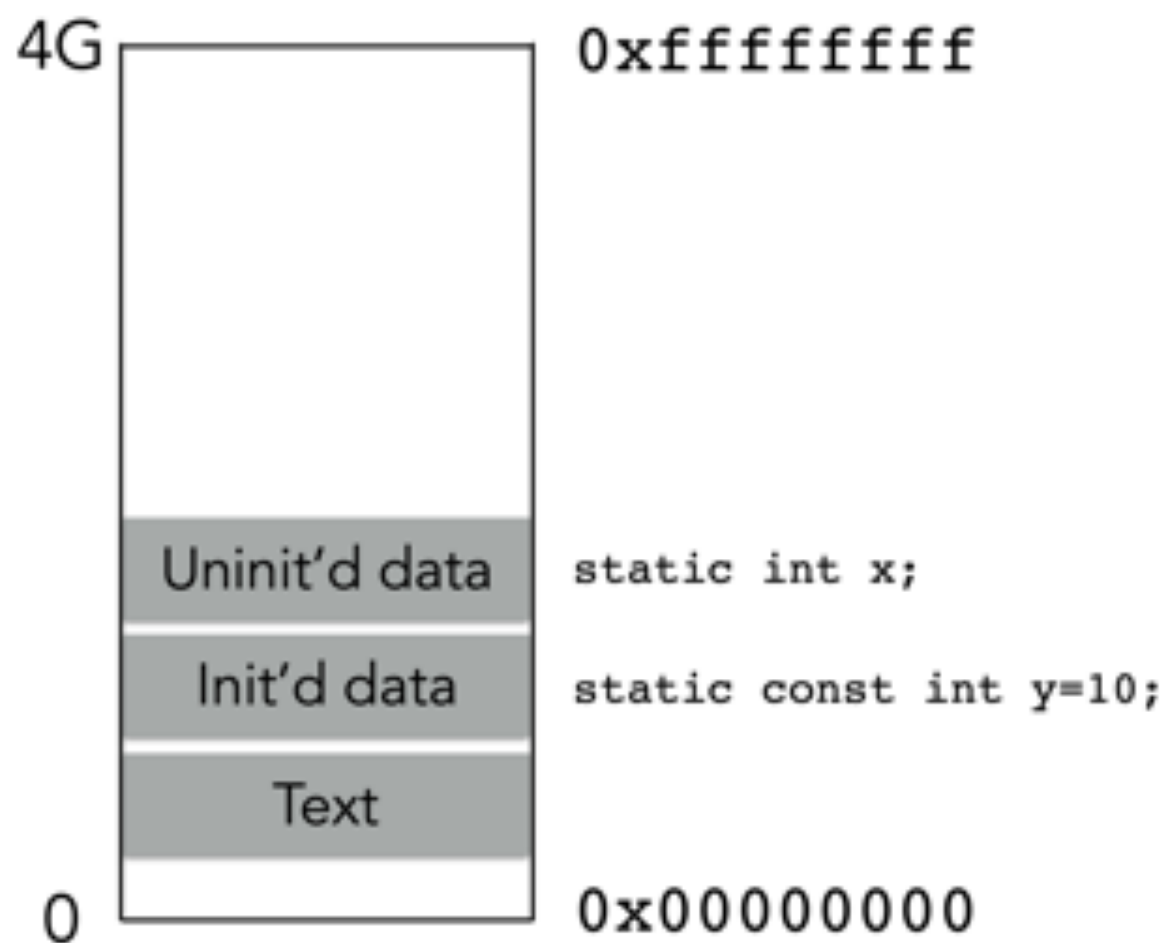 4G 0xffffffff
Uninit'd data static int x;
Init'd data static const int y=10;
Text
0 0x00000000